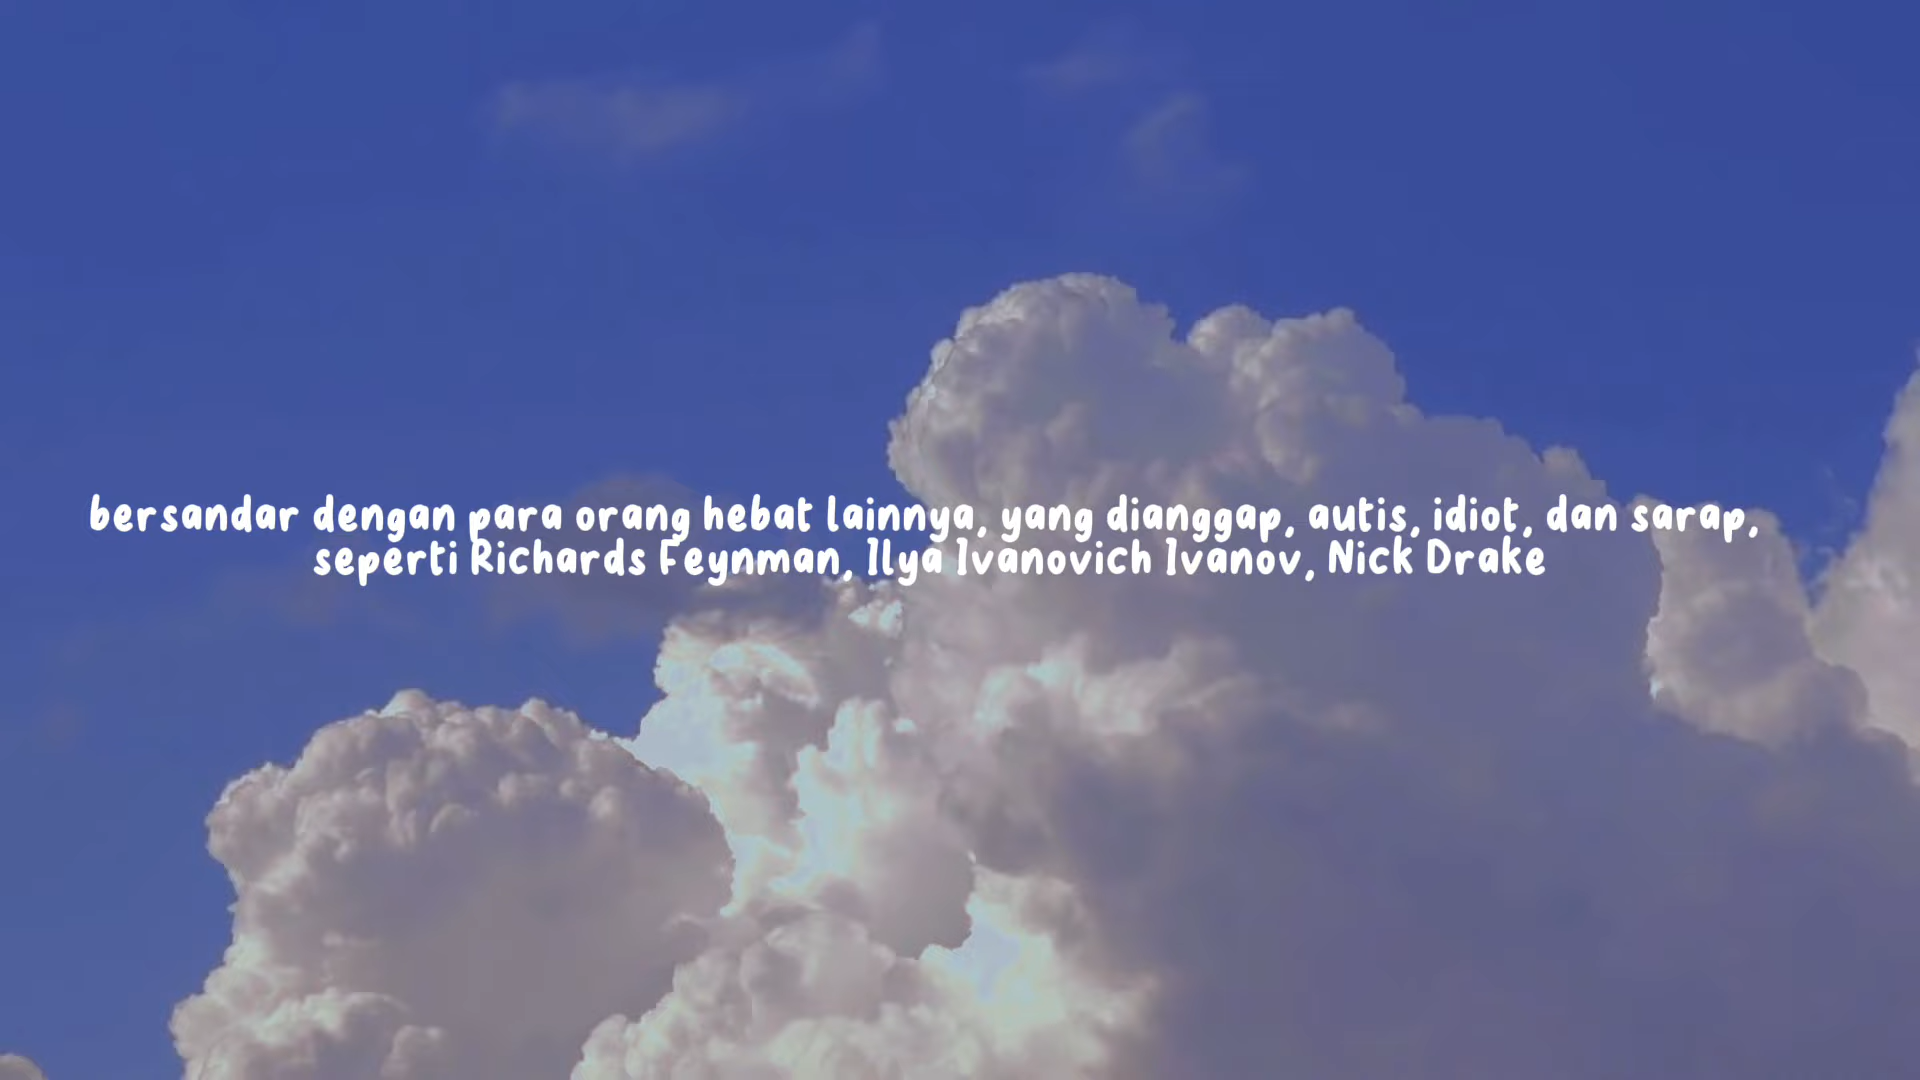 bersandar dengan para orang hebat lainnya, yang dianggap, autis, idiot, dan sarap,
seperti Richards Feynman, Ilya Ivanovich Ivanov, Nick Drake